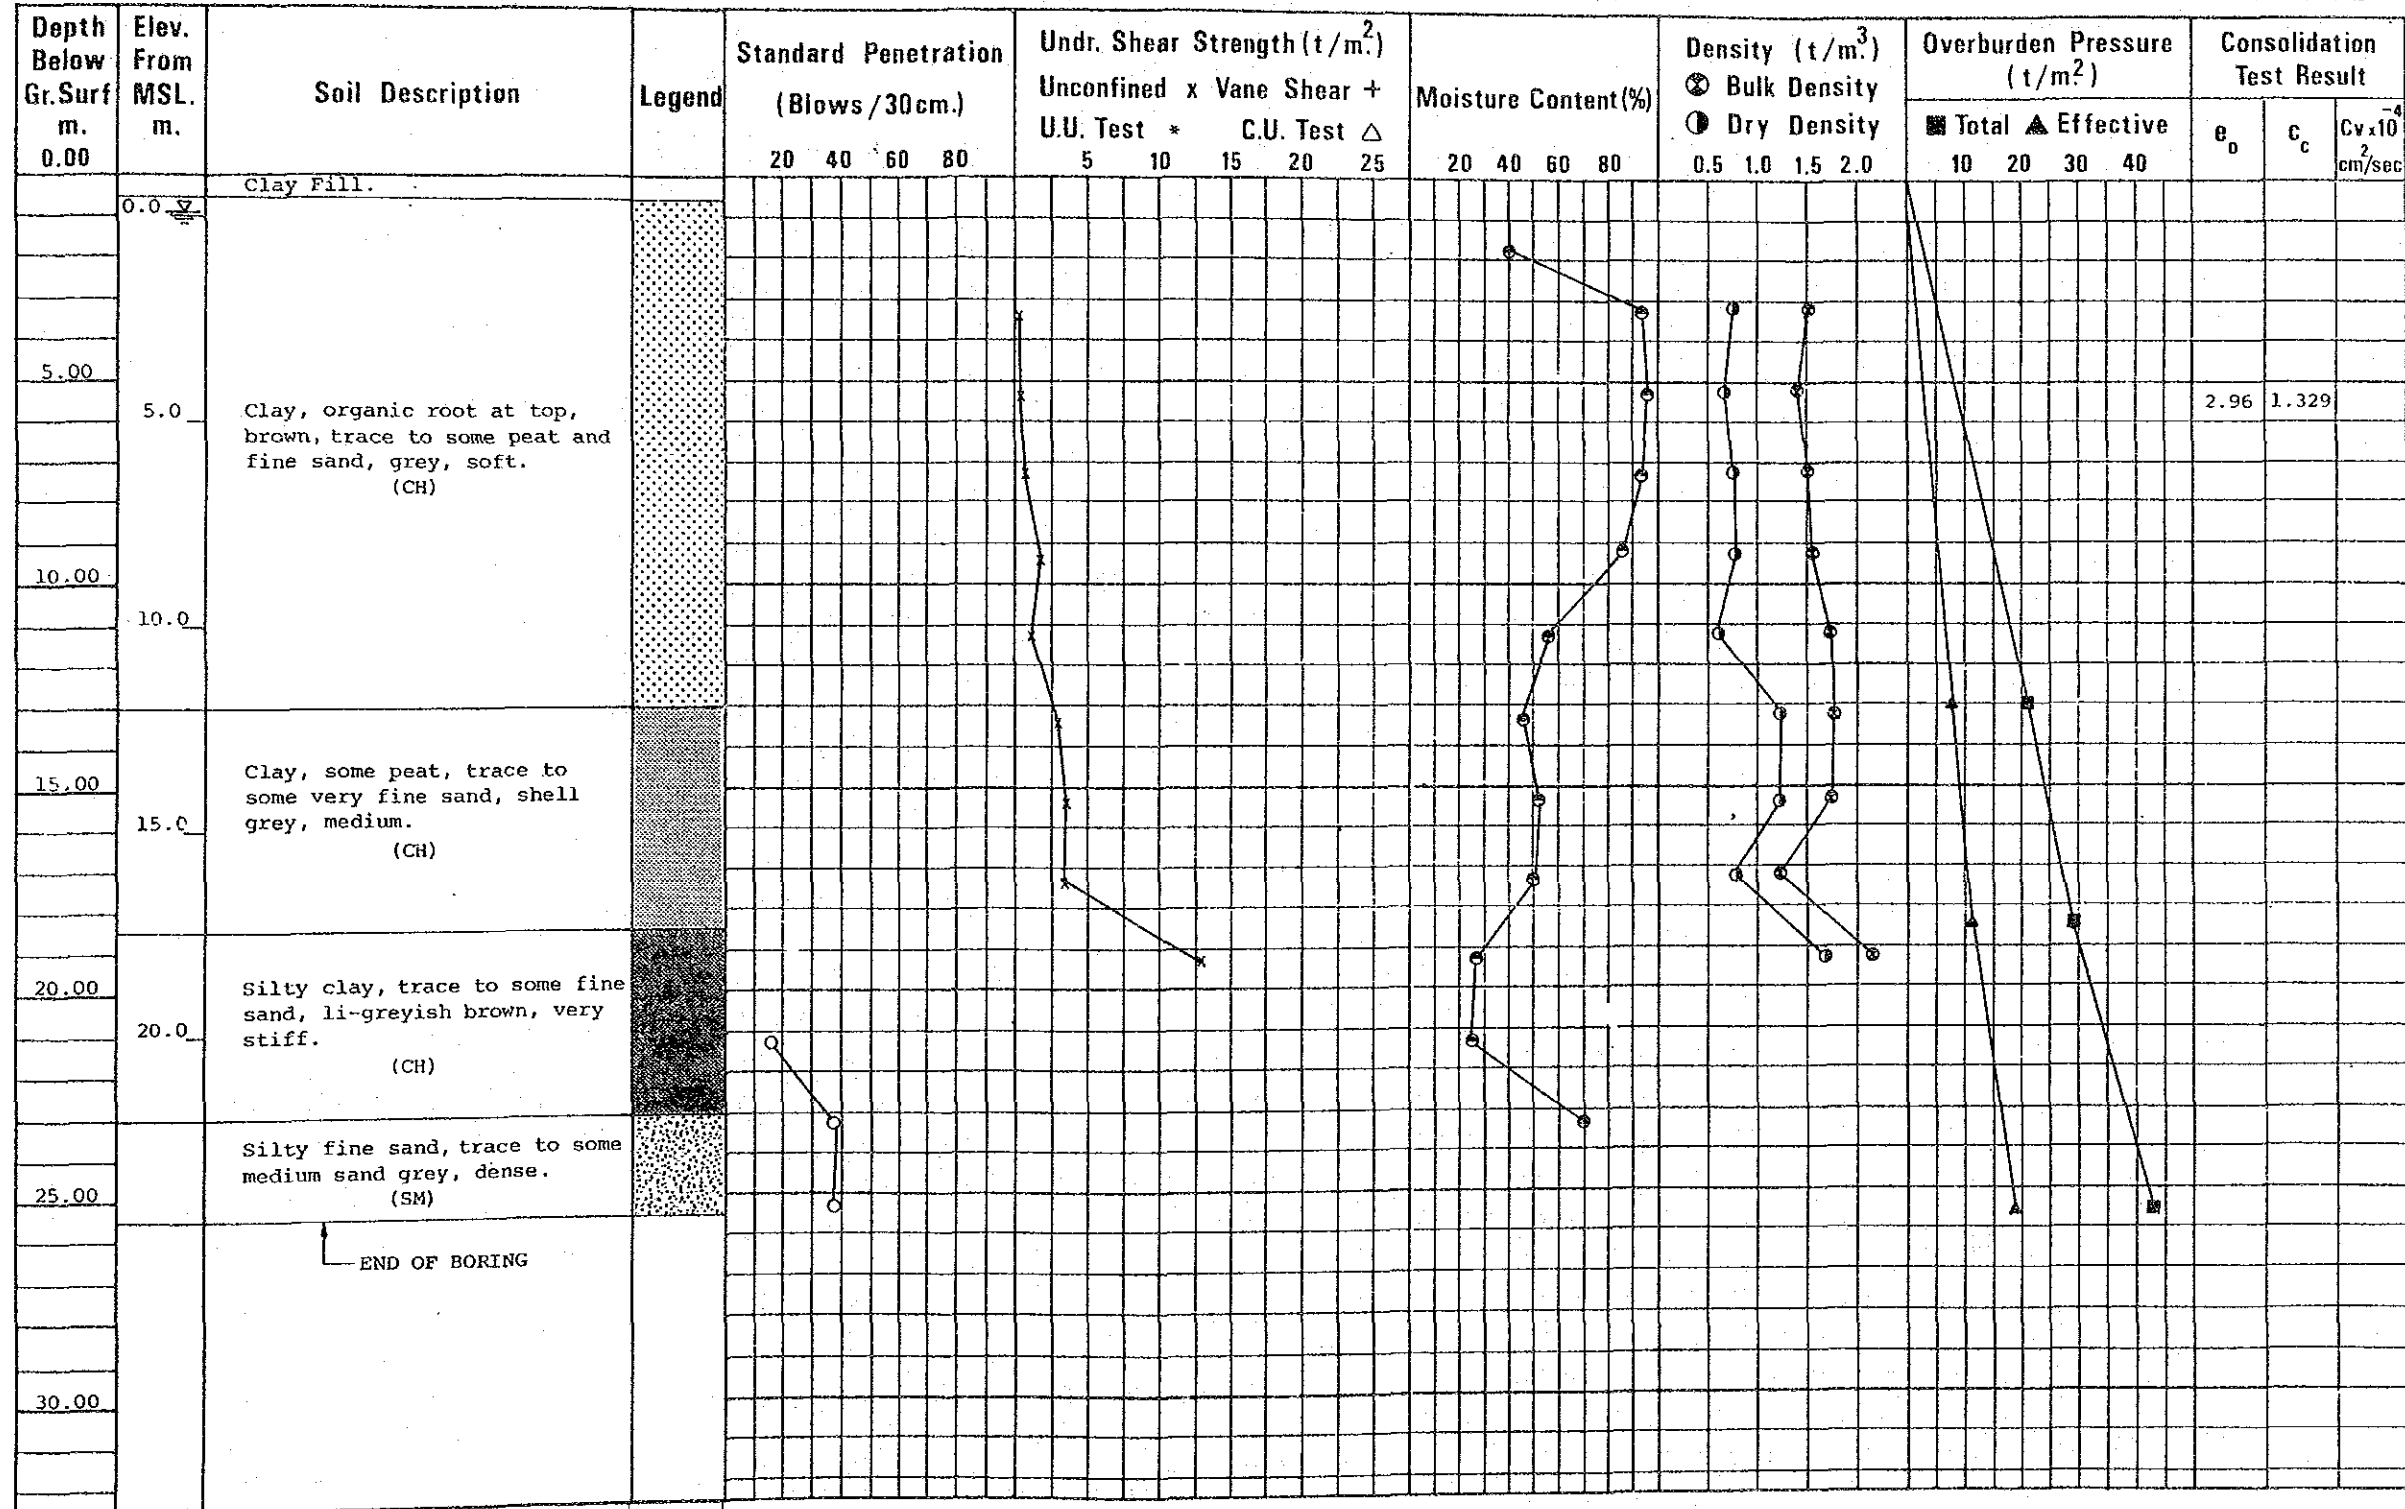 Depth Below Gr.Surf m. 0.00
Elev. From MSL. m.
Soil Description
Legend
Standard Penetration
(Blows/30cm.)
20 40 60 80
Undr. Shear Strength (t/m.²)
Unconfined x Vane Shear +
U.U. Test * C.U. Test △
5 10 15 20 25
Moisture Content (%)
20 40 60 80
Density (t/m.³)
Bulk Density
Dry Density
0.5 1.0 1.5 2.0
Overburden Pressure
(t/m.²)
■ Total ▲ Effective
10 20 30 40
Consolidation
Test Result
e₀
c_c
Cv x10⁻⁴
cm²/sec
Clay Fill.
0.0
5.00
5.0
Clay, organic root at top,
brown, trace to some peat and
fine sand, grey, soft.
(CH)
2.96 1.329
10.00
10.0
Clay, some peat, trace to
some very fine sand, shell
grey, medium.
(CH)
15.00
15.0
Silty clay, trace to some fine
sand, li-greyish brown, very
stiff.
(CH)
20.00
20.0
Silty fine sand, trace to some
medium sand grey, dense.
(SM)
25.00
END OF BORING
30.00